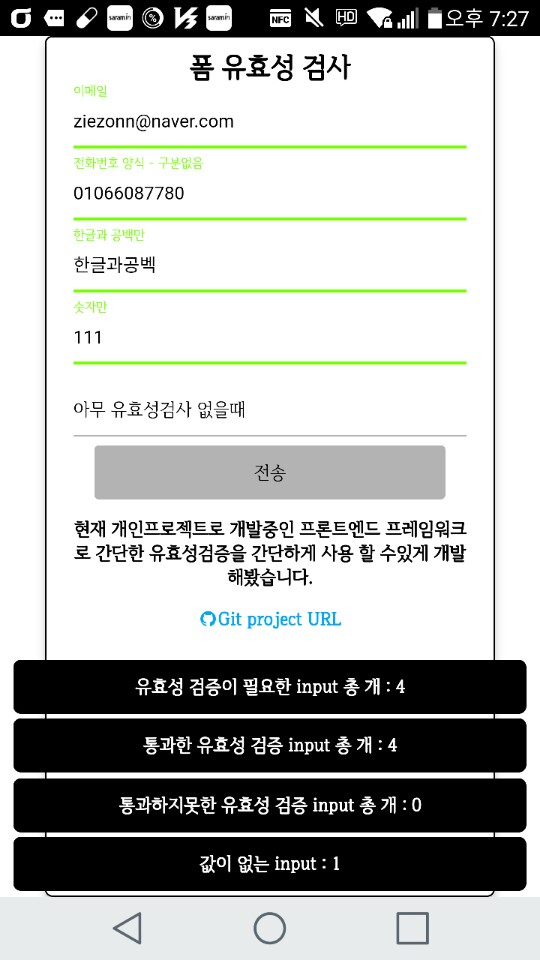 saramin
saramin
NFC
HD
오후 7:27
폼 유효성 검사
이메일
ziezonn@naver.com
전화번호 양식 - 구분없음
01066087780
한글과 공백만
한글과공벡
숫자만
111
아무 유효성검사 없을때
전송
현재 개인프로젝트로 개발중인 프론트엔드 프레임워크
로 간단한 유효성검증을 간단하게 사용 할 수있게 개발
해봤습니다.
Git project URL
유효성 검증이 필요한 input 총 개 : 4
통과한 유효성 검증 input 총 개 : 4
통과하지못한 유효성 검증 input 총 개 : 0
값이 없는 input : 1